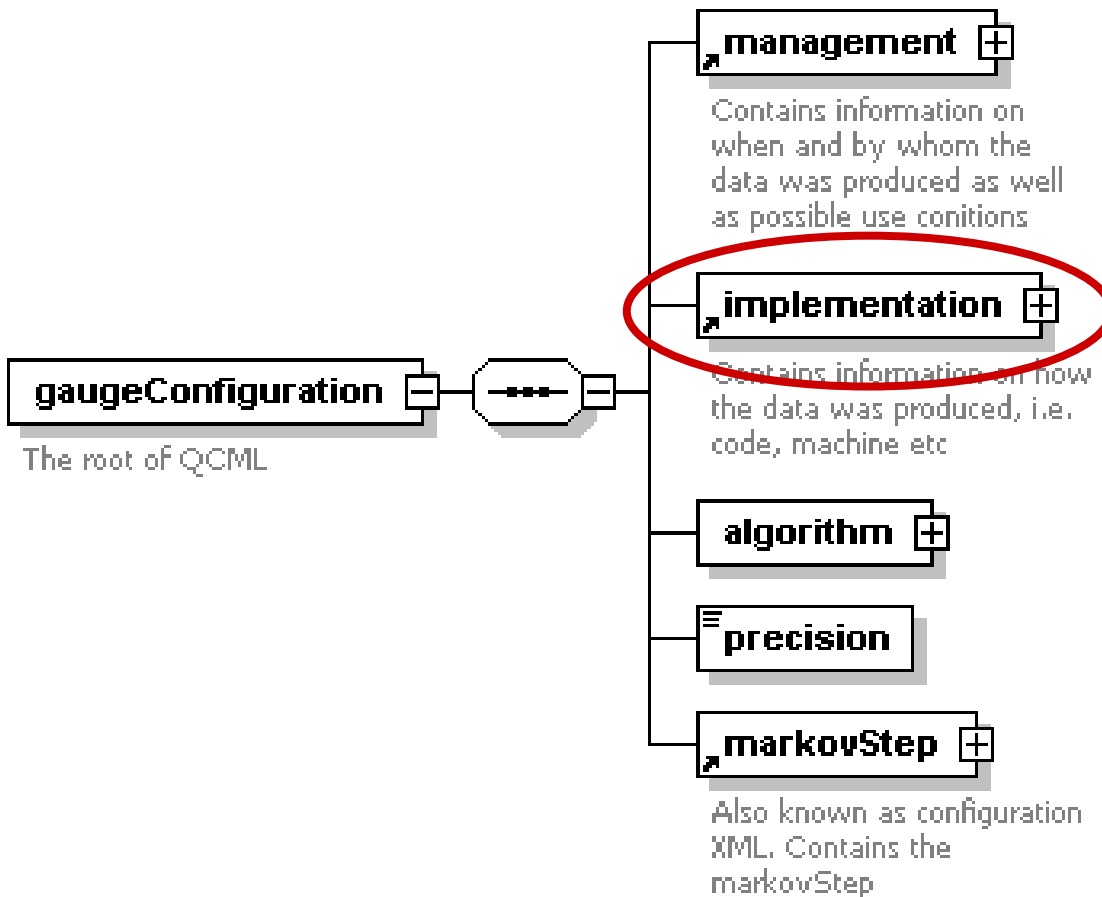 management
Contains information on
when and by whom the
data was produced as well
as possible use conitions
implementation
Contains information on how
the data was produced, i.e.
code, machine etc
gaugeConfiguration
The root of QCML
algorithm
precision
markovStep
Also known as configuration
XML. Contains the
markovStep